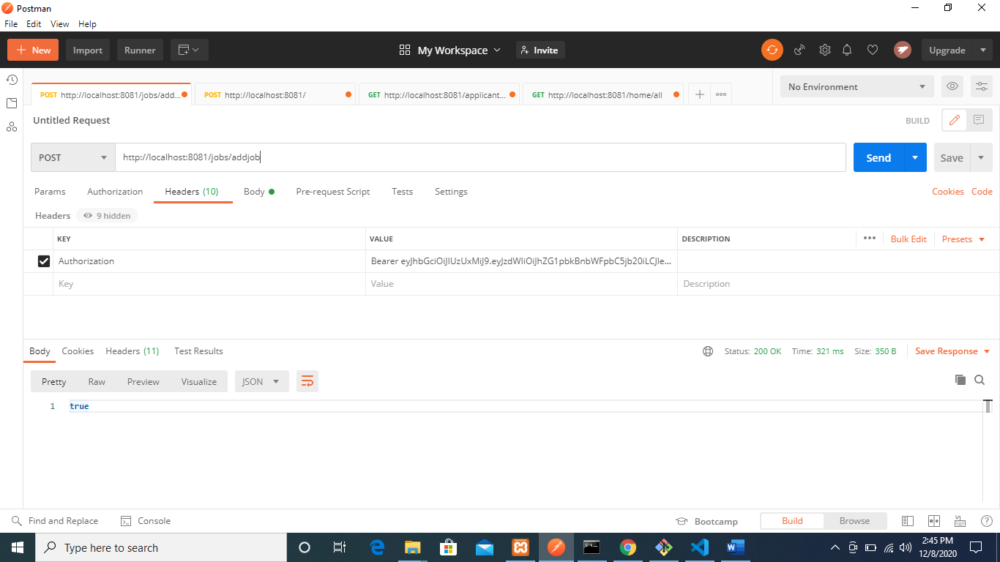 Postman
File Edit View Help
New Import Runner My Workspace Invite Upgrade
POST http://localhost:8081/jobs/add... POST http://localhost:8081/ GET http://localhost:8081/applicant... GET http://localhost:8081/home/all No Environment
Untitled Request BUILD
POST http://localhost:8081/jobs/addjob Send Save
Params Authorization Headers (10) Body Pre-request Script Tests Settings Cookies Code
Headers 9 hidden
KEY VALUE DESCRIPTION Bulk Edit Presets
Authorization Bearer eyJhbGciOiJIUzUxMiJ9.eyJzdWIiOiJhZG1pbkBnbWFpbC5jb20iLCJle...
Key Value Description
Body Cookies Headers (11) Test Results Status: 200 OK Time: 321 ms Size: 350 B Save Response
Pretty Raw Preview Visualize JSON
1 true
Find and Replace Console Bootcamp Build Browse
Type here to search 2:45 PM
12/8/2020